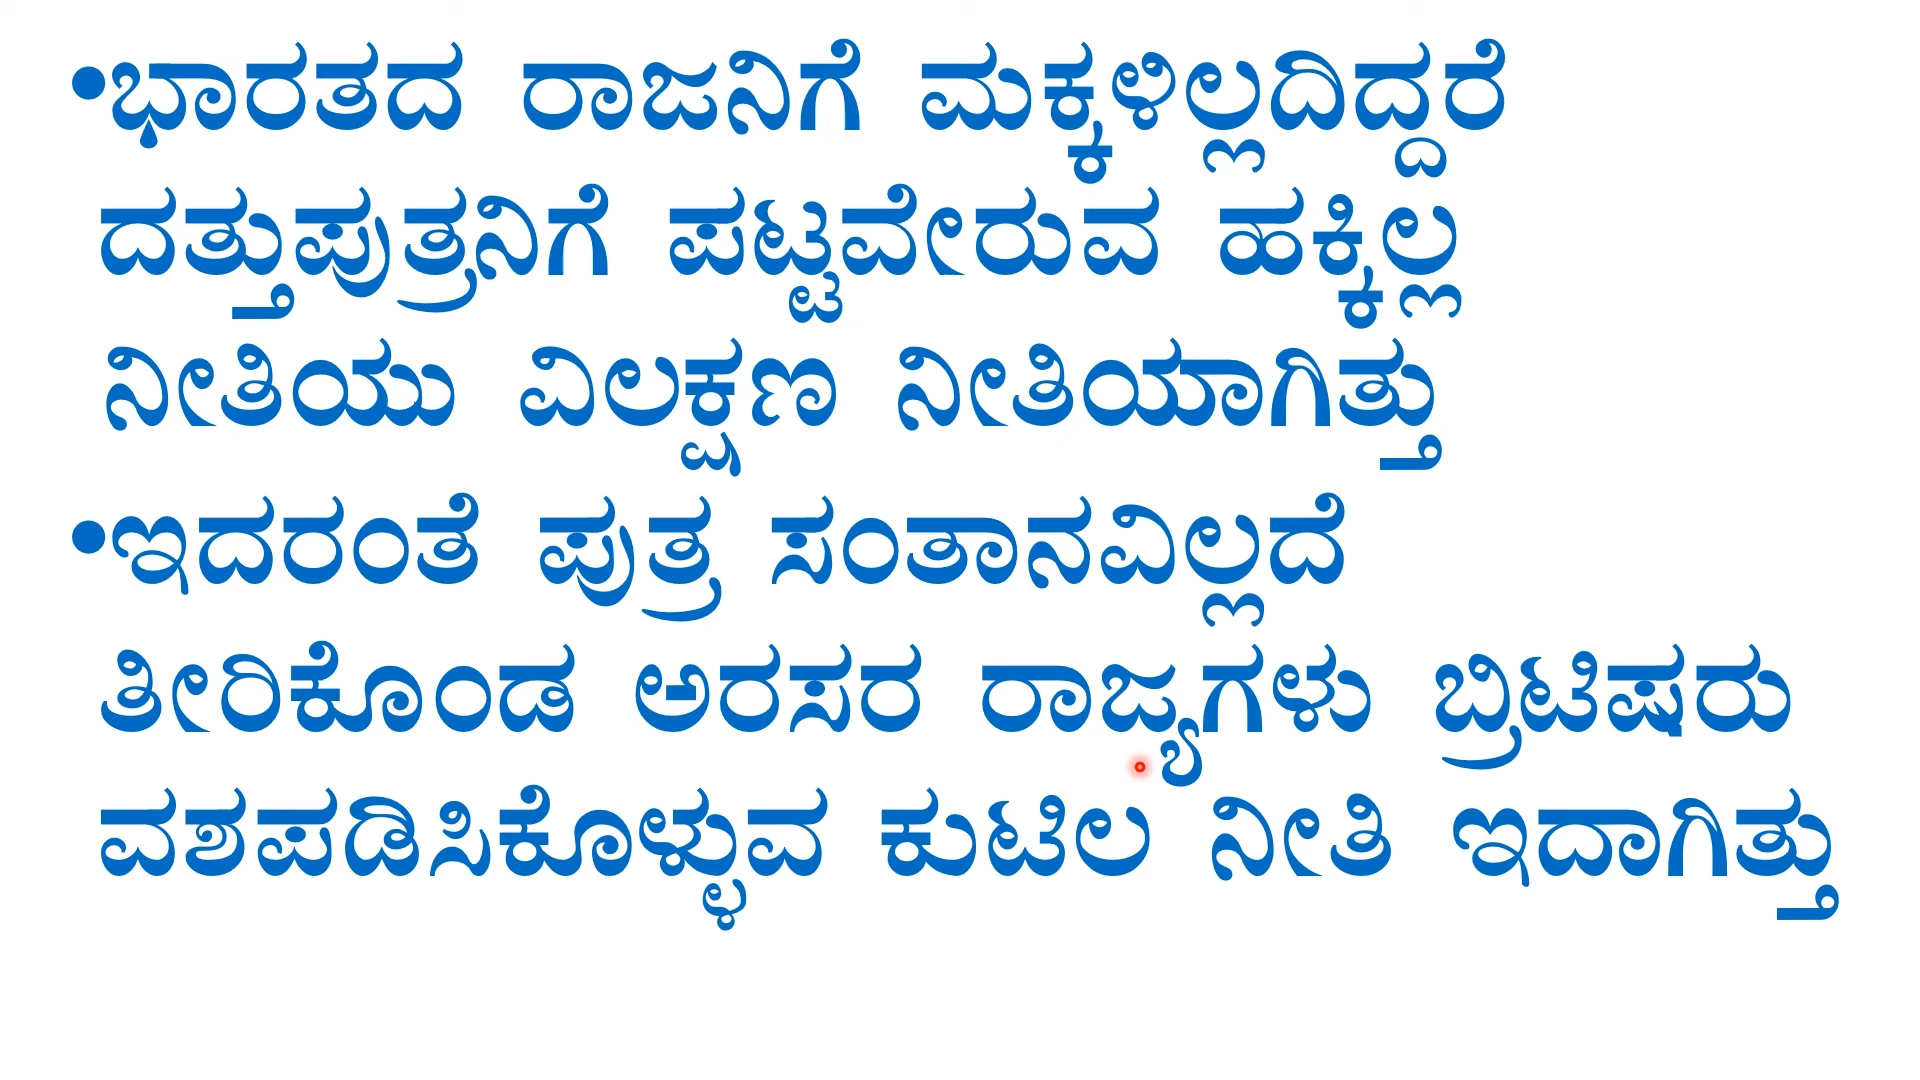 •ಭಾರತದ ರಾಜನಿಗೆ ಮಕ್ಕಳಿಲ್ಲದಿದ್ದರೆ
ದತ್ತುಪುತ್ರನಿಗೆ ಪಟ್ಟವೇರುವ ಹಕ್ಕಿಲ್ಲ
ನೀತಿಯು ವಿಲಕ್ಷಣ ನೀತಿಯಾಗಿತ್ತು
•ಇದರಂತೆ ಪುತ್ರ ಸಂತಾನವಿಲ್ಲದೆ
ತೀರಿಕೊಂಡ ಅರಸರ ರಾಜ್ಯಗಳು ಬ್ರಿಟಿಷರು
ವಶಪಡಿಸಿಕೊಳ್ಳುವ ಕುಟಿಲ ನೀತಿ ಇದಾಗಿತ್ತು